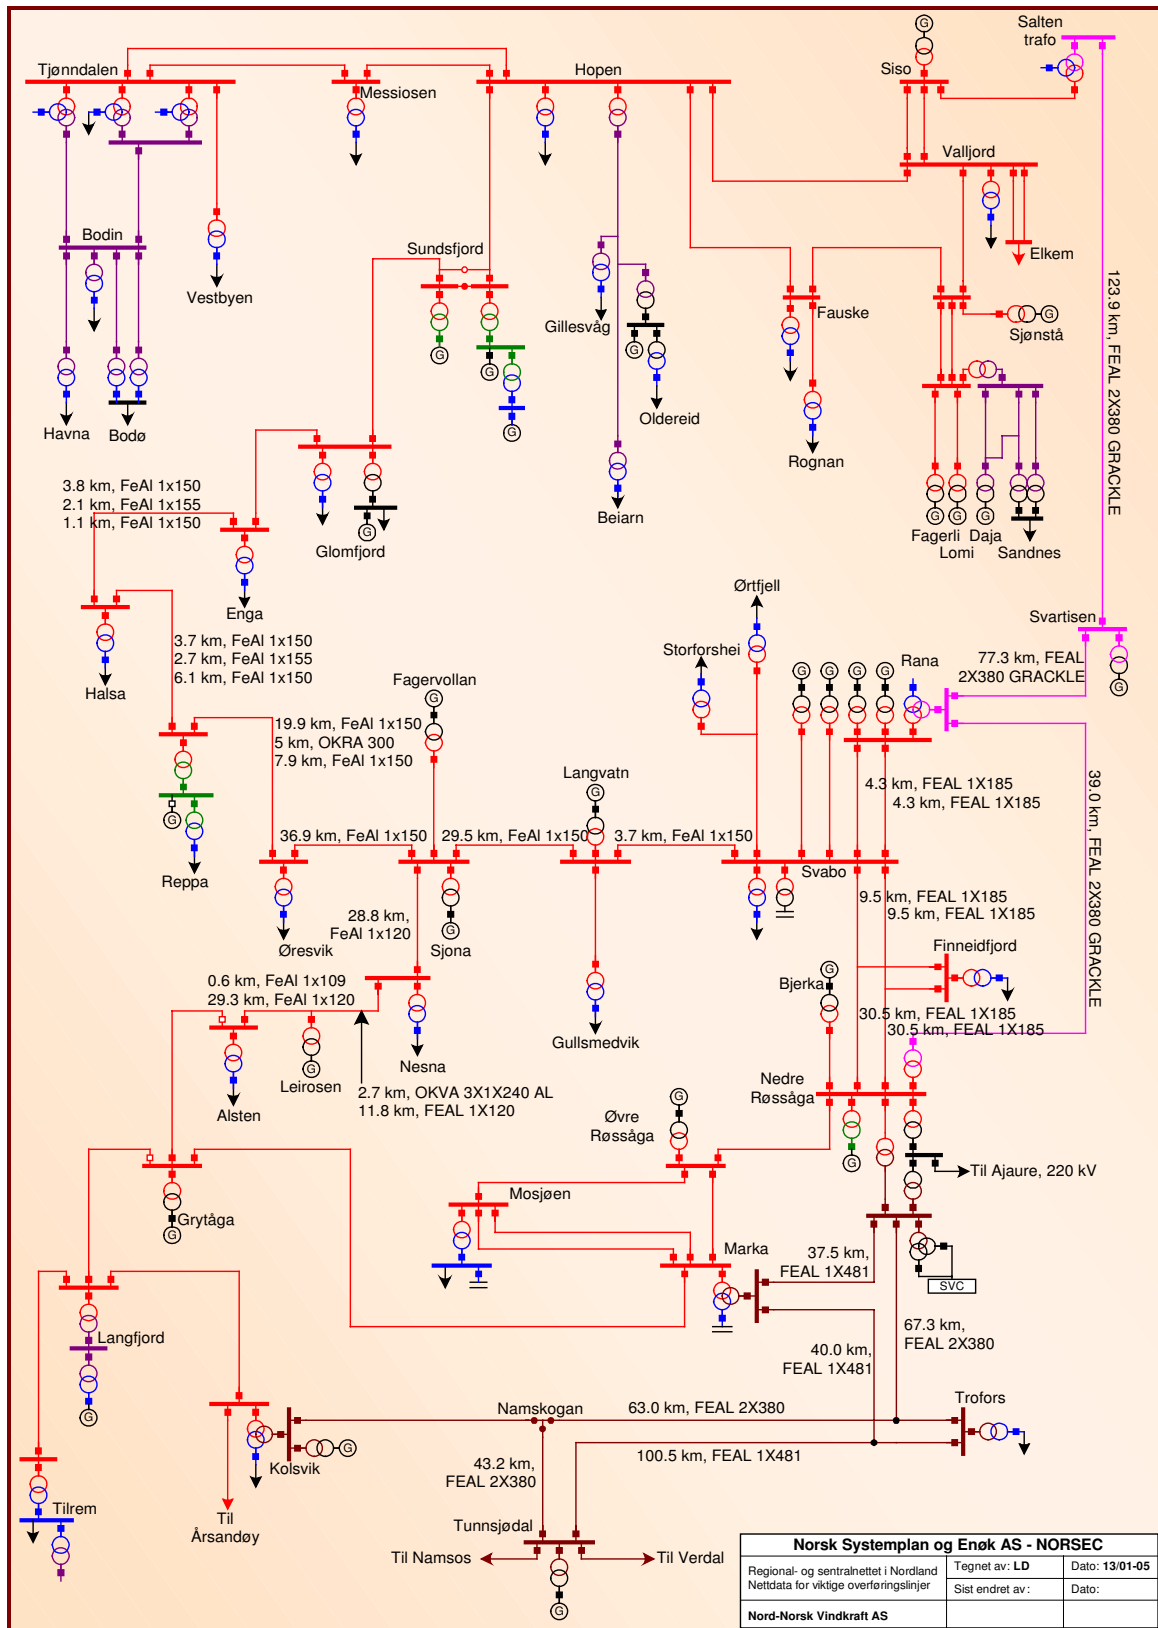 Salten
trafo
Tjønndalen
Messiosen
Hopen
Siso
G
Valljord
Elkem
Bodin
Vestbyen
Sundsfjord
G
G
G
Gillesvåg
G
Oldereid
Fauske
Rognan
Sjønstå
G
123.9 km, FEAL 2X380 GRACKLE
Havna
Bodø
Beiarn
G
G
G
Fagerli
Lomi
Daja
Sandnes
3.8 km, FeAl 1x150
2.1 km, FeAl 1x155
1.1 km, FeAl 1x150
G
Glomfjord
Enga
Halsa
3.7 km, FeAl 1x150
2.7 km, FeAl 1x155
6.1 km, FeAl 1x150
Ørtfjell
Storforshei
Svartisen
G
77.3 km, FEAL
2X380 GRACKLE
Rana
G
G
G
G
Fagervollan
G
19.9 km, FeAl 1x150
5 km, OKRA 300
7.9 km, FeAl 1x150
Langvatn
G
4.3 km, FEAL 1X185
4.3 km, FEAL 1X185
39.0 km, FEAL 2X380 GRACKLE
G
Reppa
36.9 km, FeAl 1x150
29.5 km, FeAl 1x150
3.7 km, FeAl 1x150
Svabo
Øresvik
G
Sjona
28.8 km,
FeAl 1x120
9.5 km, FEAL 1X185
9.5 km, FEAL 1X185
Finneidfjord
Bjerka
G
0.6 km, FeAl 1x109
29.3 km, FeAl 1x120
Gullsmedvik
30.5 km, FEAL 1X185
30.5 km, FEAL 1X185
Alsten
Leirosen
G
Nesna
2.7 km, OKVA 3X1X240 AL
11.8 km, FEAL 1X120
Nedre
Røssåga
G
Øvre
Røssåga
G
Til Ajaure, 220 kV
Mosjøen
Grytåga
G
Marka
37.5 km,
FEAL 1X481
SVC
67.3 km,
FEAL 2X380
40.0 km,
FEAL 1X481
Langfjord
G
Namskogan
63.0 km, FEAL 2X380
Trofors
100.5 km, FEAL 1X481
Kolsvik
G
43.2 km,
FEAL 2X380
Tilrem
Til
Årsandøy
Tunnsjødal
Til Namsos
Til Verdal
G
Norsk Systemplan og Enøk AS - NORSEC
Regional- og sentralnettet i Nordland
Nettdata for viktige overføringslinjer
Tegnet av: LD
Dato: 13/01-05
Sist endret av:
Dato:
Nord-Norsk Vindkraft AS